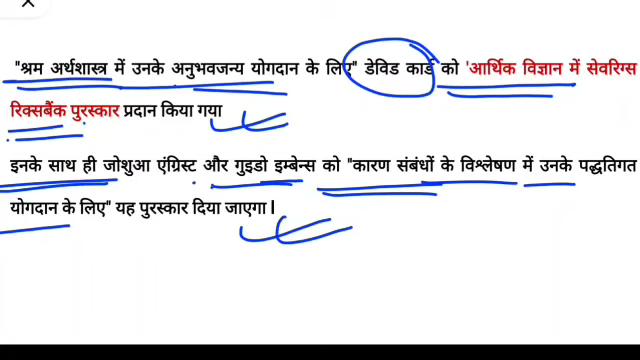 "श्रम अर्थशास्त्र में उनके अनुभवजन्य योगदान के लिए" डेविड कार्ड को 'आर्थिक विज्ञान में सेवरिग्स
रिक्सबैंक पुरस्कार प्रदान किया गया
इनके साथ ही जोशुआ एंग्रिस्ट और गुइडो इम्बेन्स को "कारण संबंधों के विश्लेषण में उनके पद्धतिगत
योगदान के लिए" यह पुरस्कार दिया जाएगा।